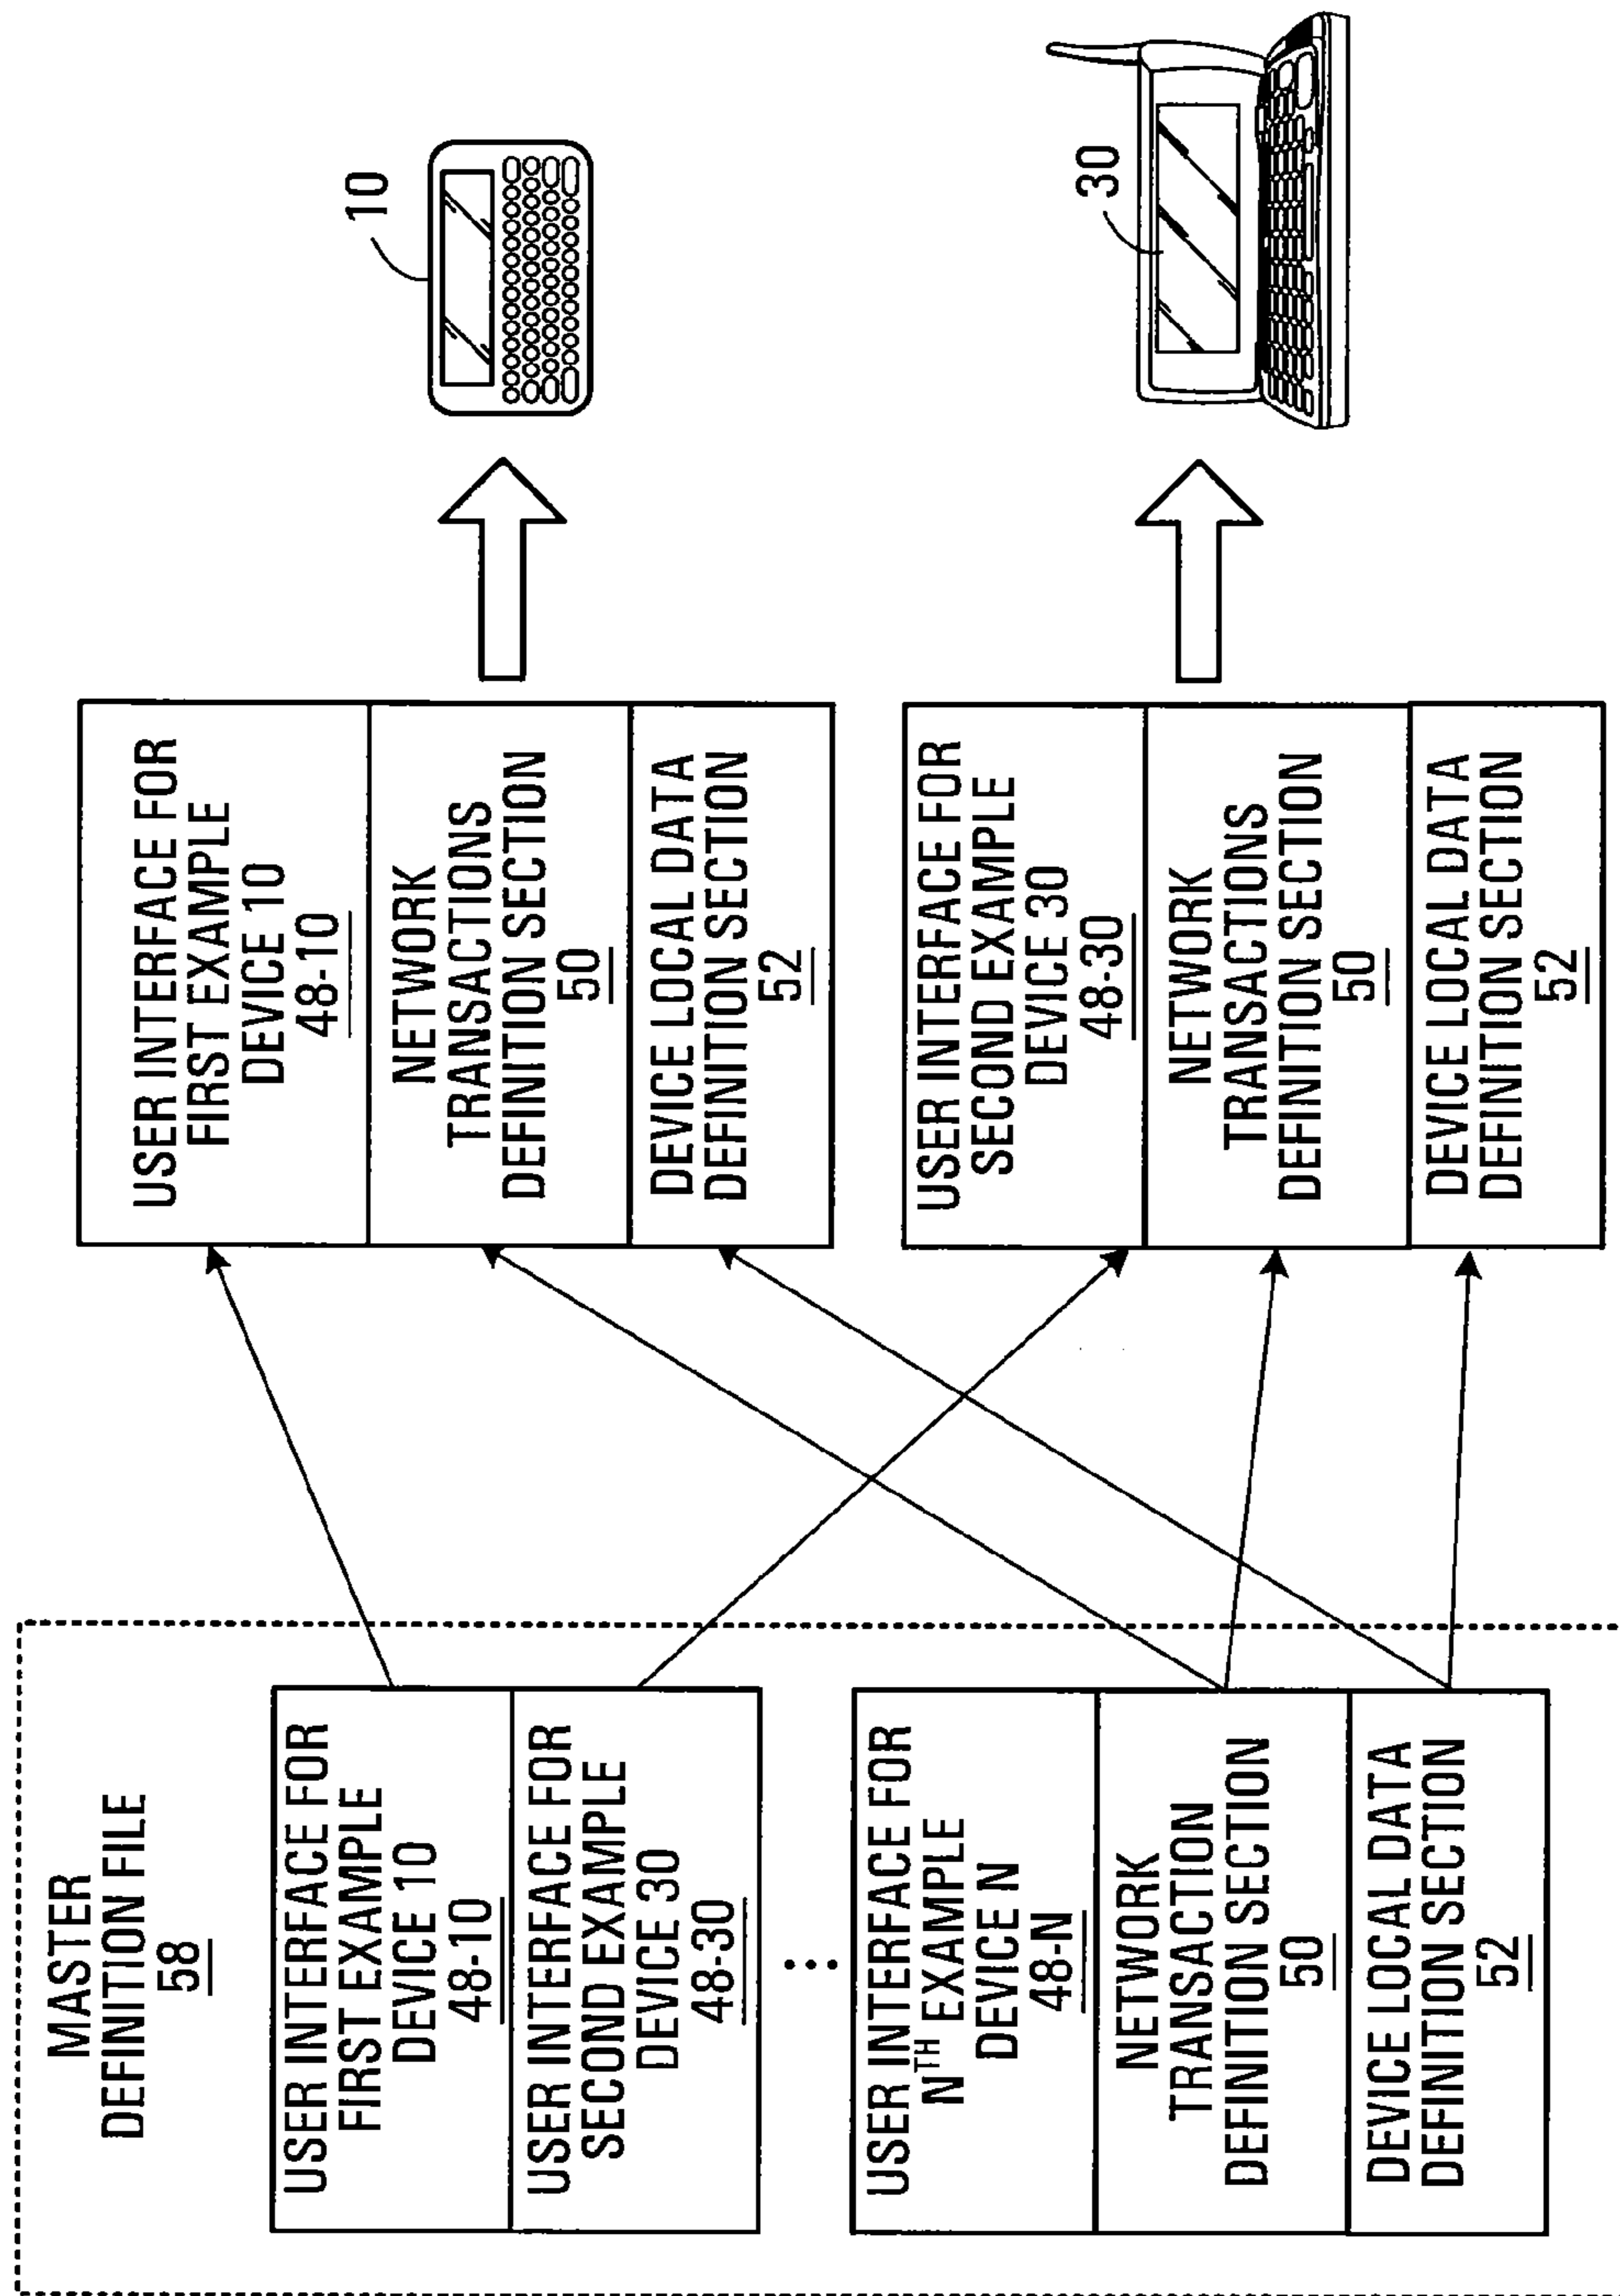 MASTER
DEFINITION FILE
58
USER INTERFACE FOR
FIRST EXAMPLE
DEVICE 10
48-10
USER INTERFACE FOR
SECOND EXAMPLE
DEVICE 30
48-30
USER INTERFACE FOR
NTH EXAMPLE
DEVICE N
48-N
NETWORK
TRANSACTION
DEFINITION SECTION
50
DEVICE LOCAL DATA
DEFINITION SECTION
52
USER INTERFACE FOR
FIRST EXAMPLE
DEVICE 10
48-10
NETWORK
TRANSACTIONS
DEFINITION SECTION
50
DEVICE LOCAL DATA
DEFINITION SECTION
52
USER INTERFACE FOR
SECOND EXAMPLE
DEVICE 30
48-30
NETWORK
TRANSACTIONS
DEFINITION SECTION
50
DEVICE LOCAL DATA
DEFINITION SECTION
52
10
30